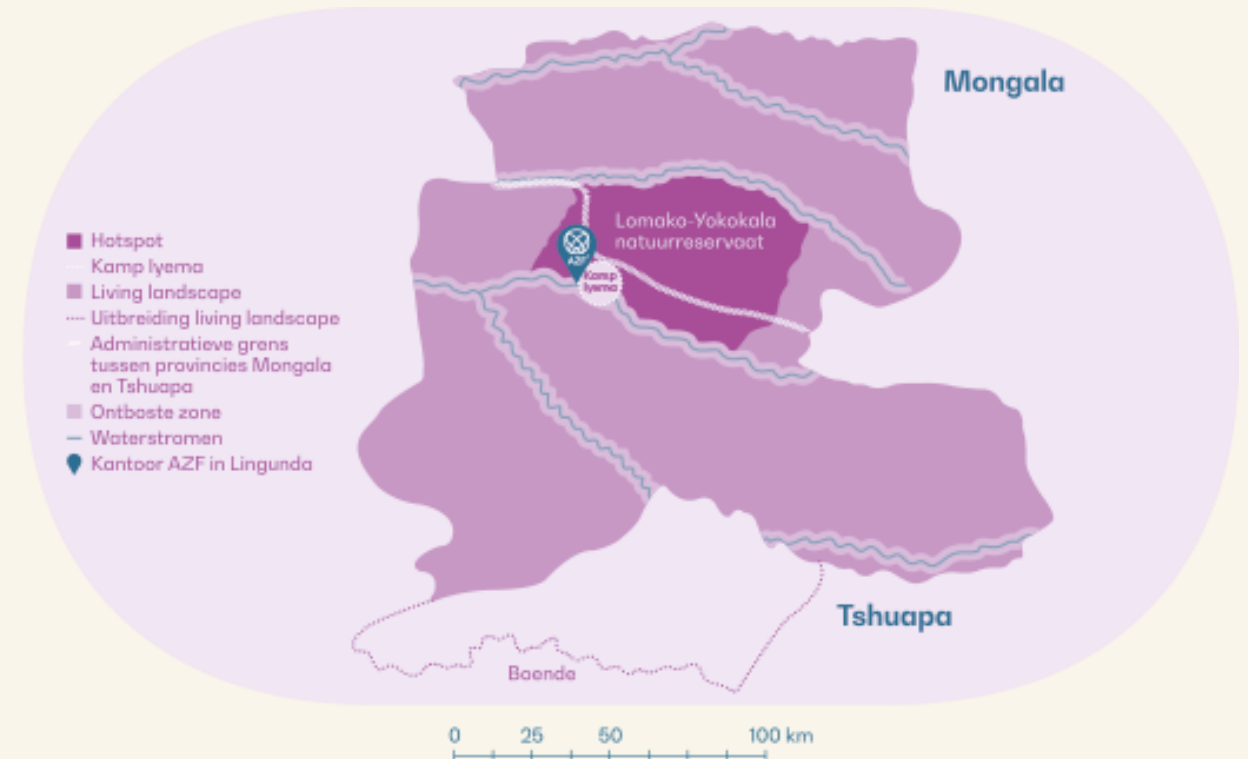 Mongala
Lomako-Yokokala
natuurreservaat
AZF
Kamp
Iyema
Hotspot
Kamp Iyema
Living landscape
Uitbreiding living landscape
Administratieve grens
tussen provincies Mongala
en Tshuapa
Ontboste zone
Waterstromen
Kantoor AZF in Lingunda
Tshuapa
Boende
0 25 50 100 km